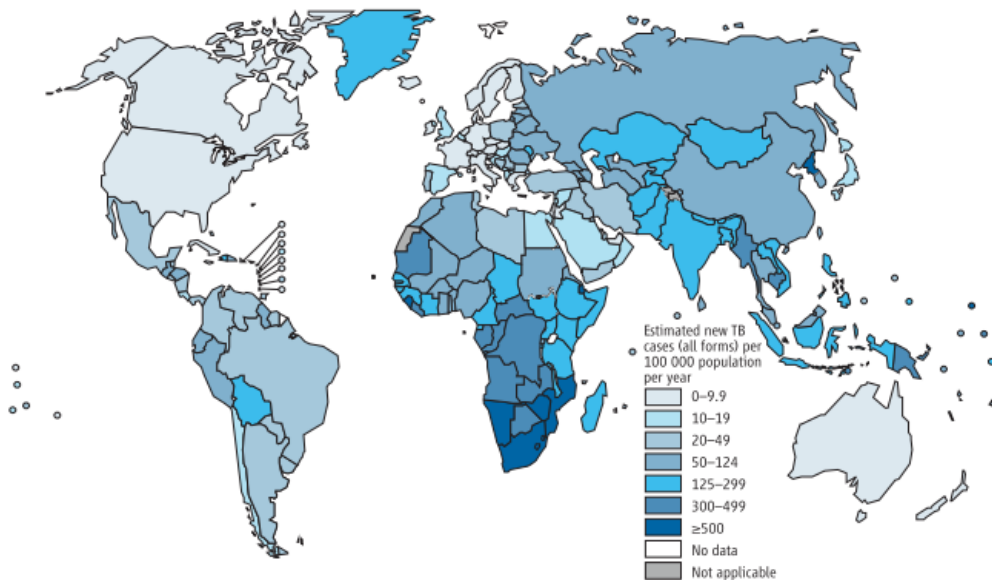 Estimated new TB
cases (all forms) per
100 000 population
per year
0–9.9
10–19
20–49
50–124
125–299
300–499
≥500
No data
Not applicable